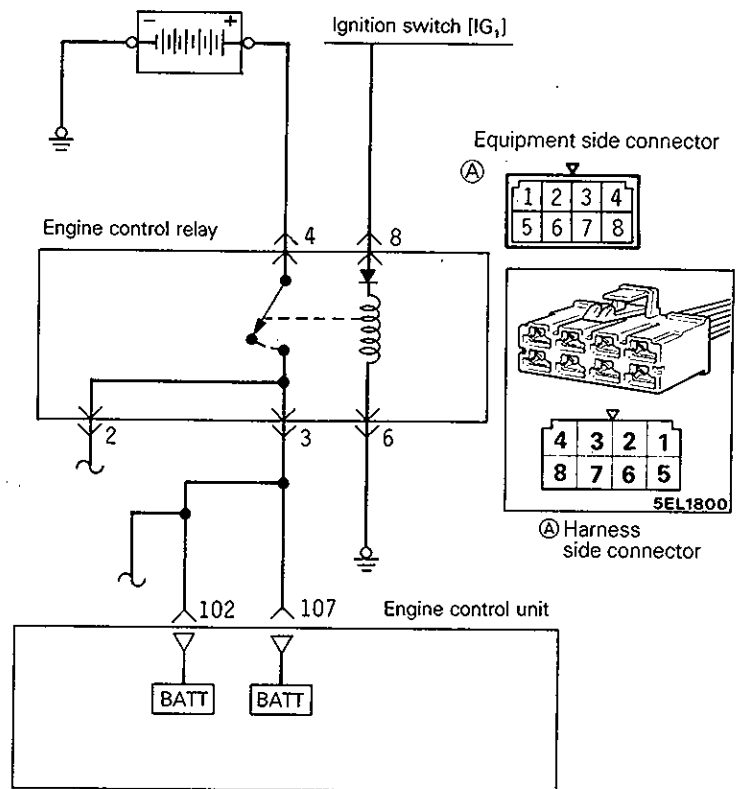 − +
Ignition switch [IG₁]
Equipment side connector
Ⓐ
1 2 3 4
5 6 7 8
Engine control relay
4 8
2 3 6
4 3 2 1
8 7 6 5
5EL1800
Ⓐ Harness
side connector
102 107
Engine control unit
BATT BATT